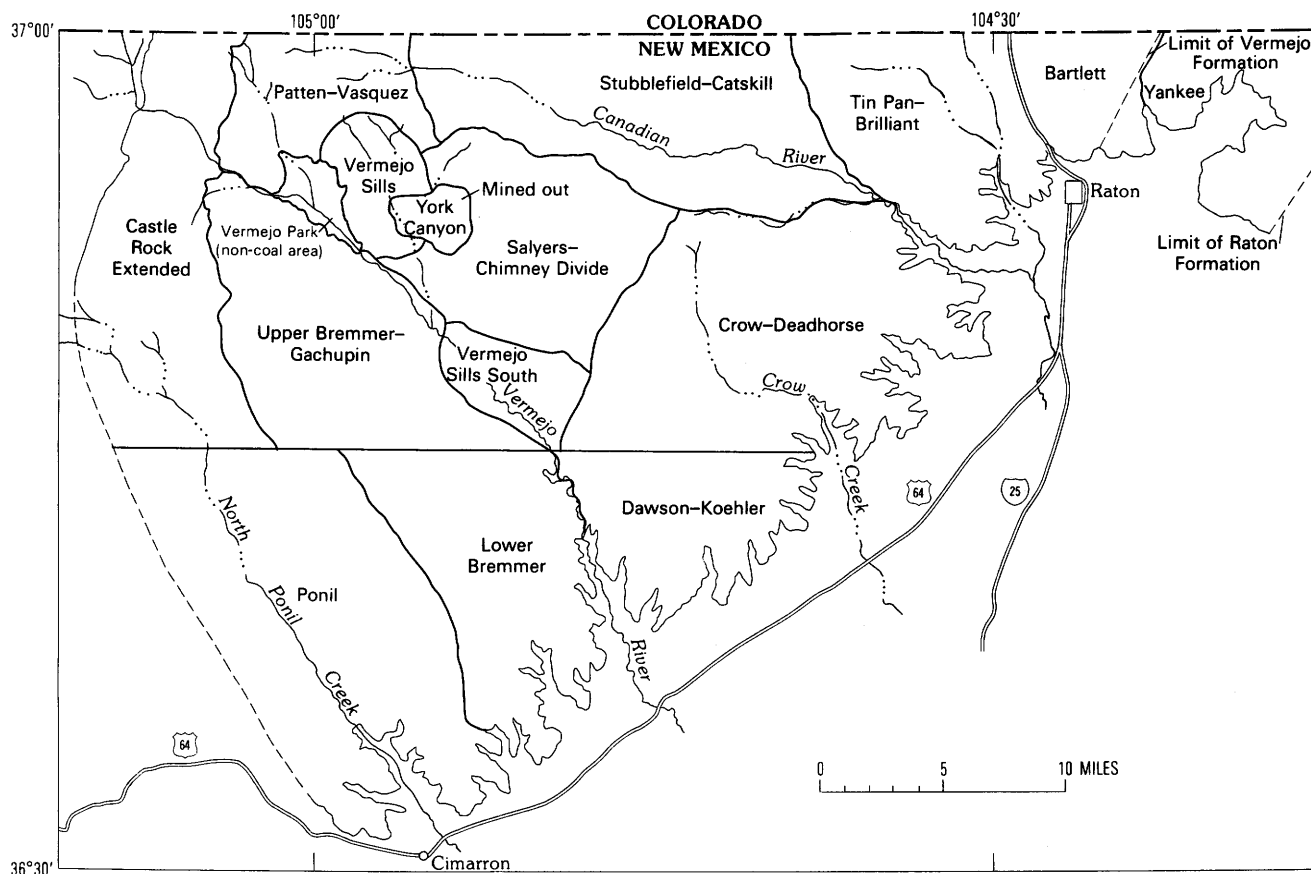 105°00'
104°30'
37°00'
COLORADO
NEW MEXICO
Limit of Vermejo
Formation
Bartlett
Yankee
Patten–Vasquez
Stubblefield–Catskill
Tin Pan–
Brilliant
Canadian
River
Vermejo
Sills
Mined out
York
Canyon
Raton
Castle
Rock
Extended
Vermejo Park
(non-coal area)
Salyers–
Chimney Divide
Limit of Raton
Formation
Upper Bremmer–
Gachupin
Crow–Deadhorse
Vermejo
Sills South
Vermejo
Crow
Creek
64
25
North
Dawson–Koehler
Lower
Bremmer
Ponil
Ponil
River
Creek
64
0 5 10 MILES
Cimarron
36°30'